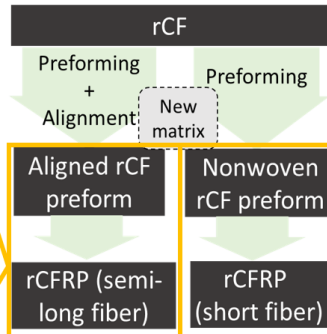 rCF
Preforming
+
Alignment
Preforming
New
matrix
Aligned rCF
preform
Nonwoven
rCF preform
rCFRP (semi-
long fiber)
rCFRP
(short fiber)